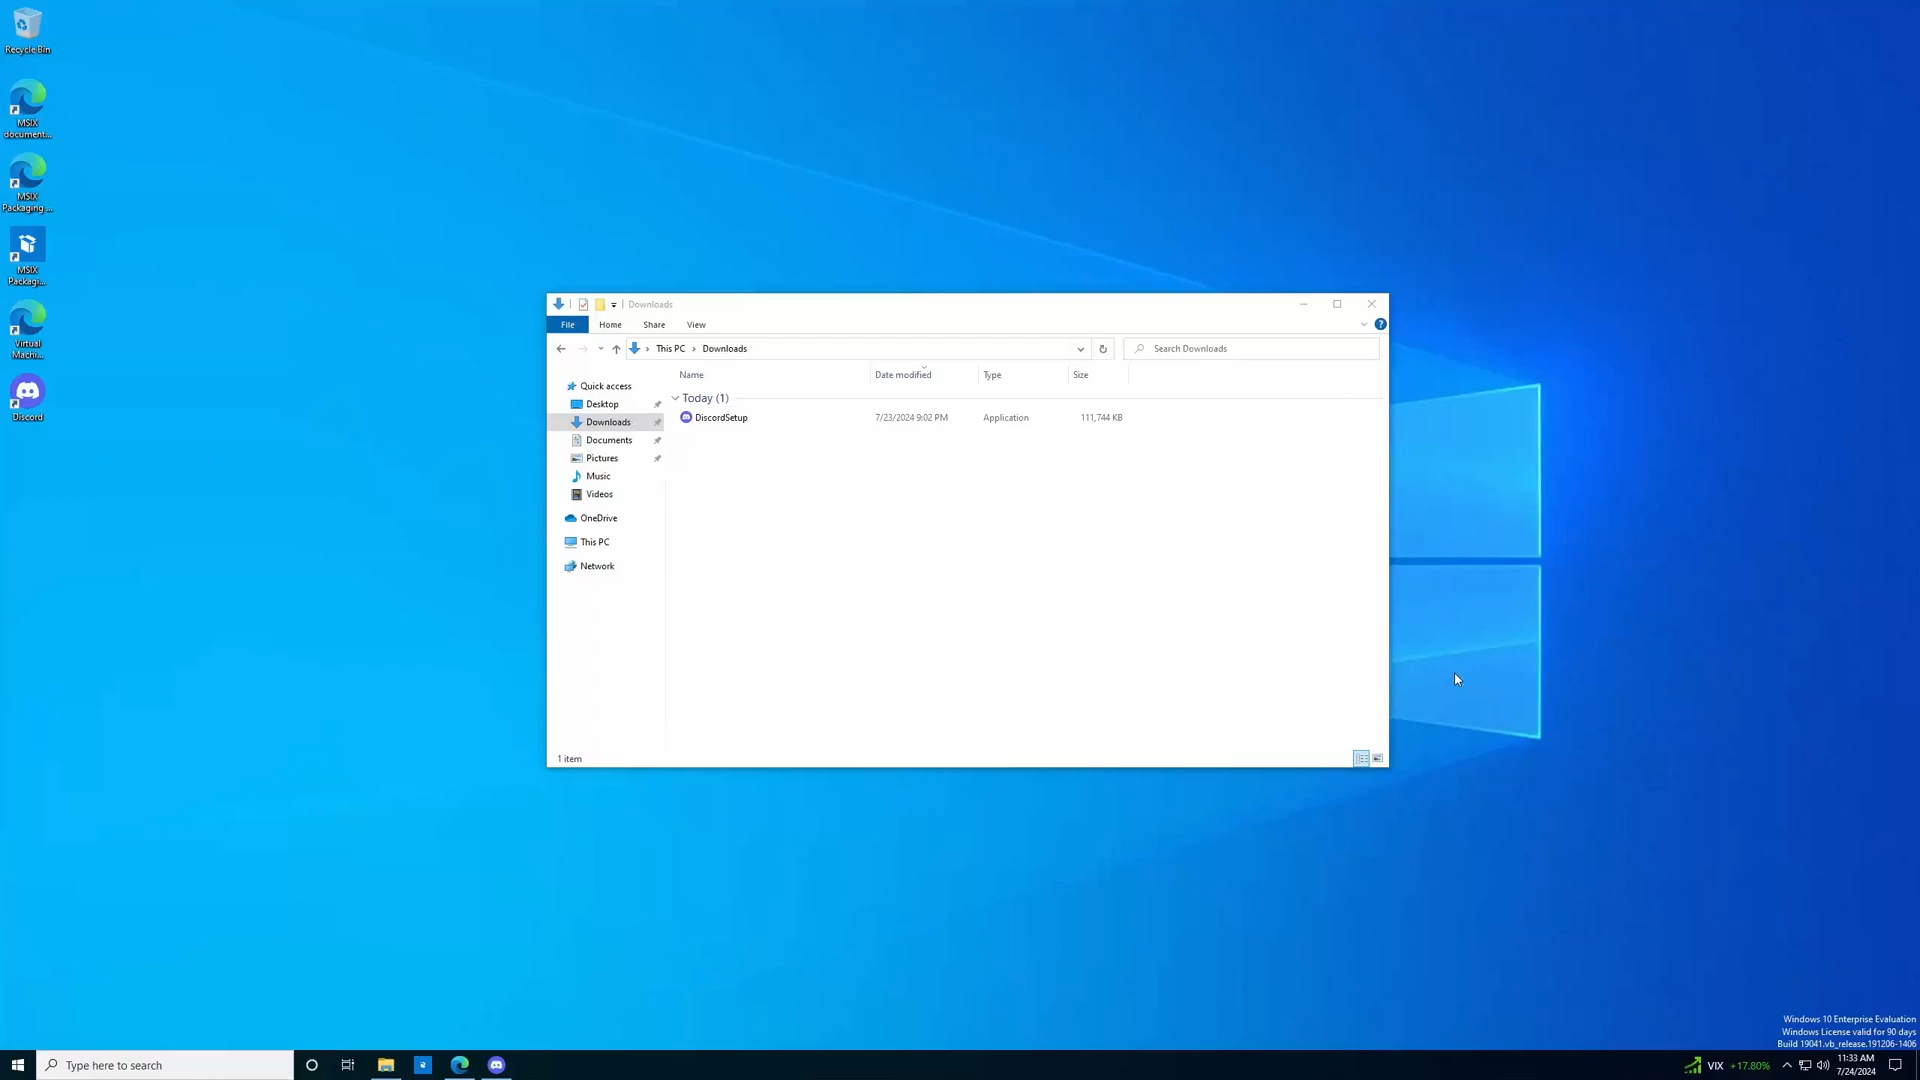 Recycle Bin
MSIX
document...
MSIX
Packaging ...
MSIX
Packagi...
Virtual
Machi...
Discord
Downloads
File Home Share View
This PC Downloads
Search Downloads
Name Date modified Type Size
Quick access
Desktop
Downloads
Documents
Pictures
Music
Videos
OneDrive
This PC
Network
Today (1)
DiscordSetup 7/23/2024 9:02 PM Application 111,744 KB
1 item
Windows 10 Enterprise Evaluation
Windows License valid for 90 days
Build 19041.vb_release.191206-1406
Type here to search
VIX +17.80%
11:33 AM
7/24/2024